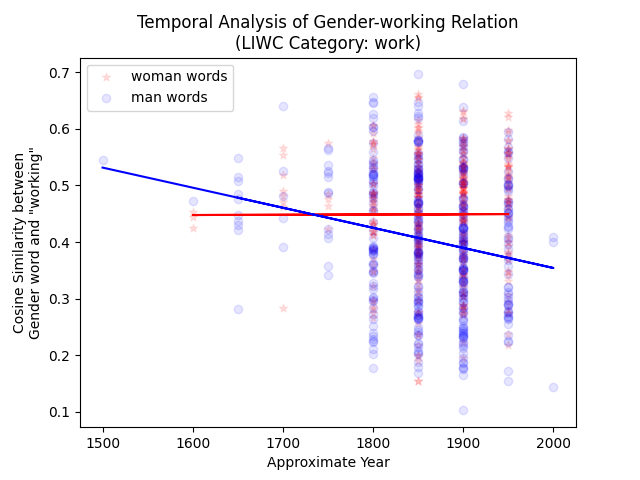 Temporal Analysis of Gender-working Relation
(LIWC Category: work)
woman words
man words
0.7
0.6
0.5
0.4
0.3
0.2
0.1
Cosine Similarity between
Gender word and "working"
1500 1600 1700 1800 1900 2000
Approximate Year